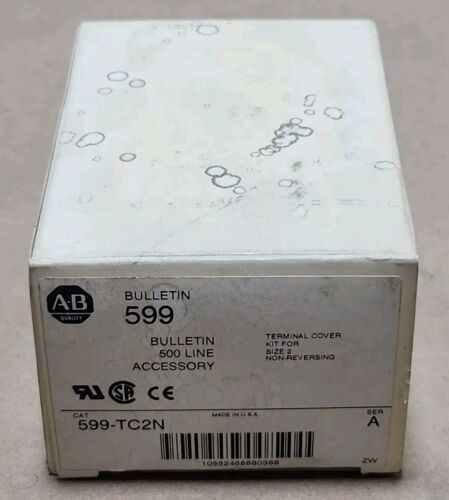 A-B
QUALITY
BULLETIN
599
BULLETIN
500 LINE
ACCESSORY
TERMINAL COVER
KIT FOR
SIZE 2
NON-REVERSING
CAT
599-TC2N
MADE IN U.S.A.
SER
A
ZW